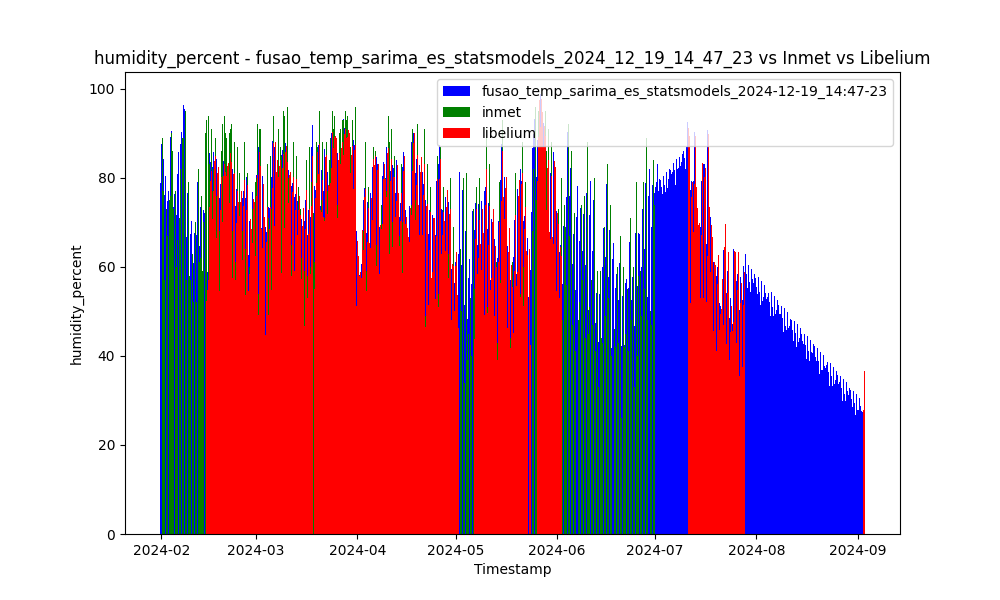 humidity_percent - fusao_temp_sarima_es_statsmodels_2024_12_19_14_47_23 vs Inmet vs Libelium
fusao_temp_sarima_es_statsmodels_2024-12-19_14:47-23
inmet
libelium
humidity_percent
100
80
60
40
20
0
2024-02 2024-03 2024-04 2024-05 2024-06 2024-07 2024-08 2024-09
Timestamp